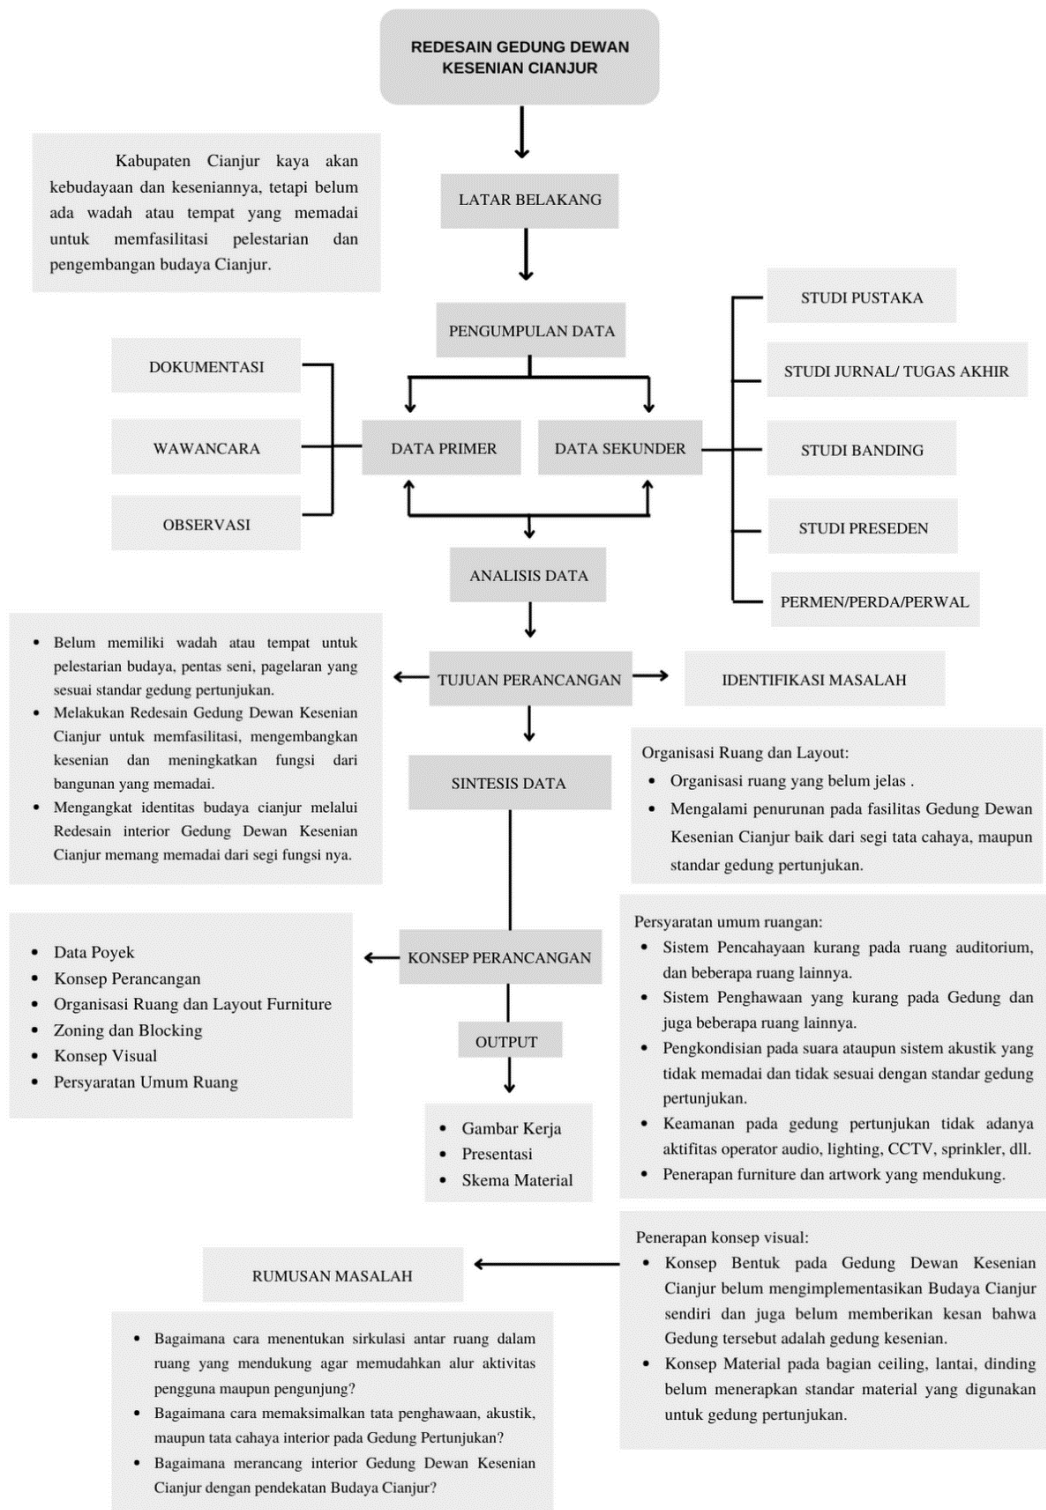 REDESAIN GEDUNG DEWAN
KESENIAN CIANJUR
Kabupaten Cianjur kaya akan
kebudayaan dan keseniannya, tetapi belum
ada wadah atau tempat yang memadai
untuk memfasilitasi pelestarian dan
pengembangan budaya Cianjur.
LATAR BELAKANG
PENGUMPULAN DATA
DOKUMENTASI
WAWANCARA
OBSERVASI
DATA PRIMER
DATA SEKUNDER
STUDI PUSTAKA
STUDI JURNAL/ TUGAS AKHIR
STUDI BANDING
STUDI PRESEDEN
PERMEN/PERDA/PERWAL
ANALISIS DATA
• Belum memiliki wadah atau tempat untuk
pelestarian budaya, pentas seni, pagelaran yang
sesuai standar gedung pertunjukan.
• Melakukan Redesain Gedung Dewan Kesenian
Cianjur untuk memfasilitasi, mengembangkan
kesenian dan meningkatkan fungsi dari
bangunan yang memadai.
• Mengangkat identitas budaya cianjur melalui
Redesain interior Gedung Dewan Kesenian
Cianjur memang memadai dari segi fungsi nya.
TUJUAN PERANCANGAN
IDENTIFIKASI MASALAH
SINTESIS DATA
Organisasi Ruang dan Layout:
• Organisasi ruang yang belum jelas .
• Mengalami penurunan pada fasilitas Gedung Dewan
Kesenian Cianjur baik dari segi tata cahaya, maupun
standar gedung pertunjukan.
• Data Poyek
• Konsep Perancangan
• Organisasi Ruang dan Layout Furniture
• Zoning dan Blocking
• Konsep Visual
• Persyaratan Umum Ruang
KONSEP PERANCANGAN
OUTPUT
• Gambar Kerja
• Presentasi
• Skema Material
Persyaratan umum ruangan:
• Sistem Pencahayaan kurang pada ruang auditorium,
dan beberapa ruang lainnya.
• Sistem Penghawaan yang kurang pada Gedung dan
juga beberapa ruang lainnya.
• Pengkondisian pada suara ataupun sistem akustik yang
tidak memadai dan tidak sesuai dengan standar gedung
pertunjukan.
• Keamanan pada gedung pertunjukan tidak adanya
aktifitas operator audio, lighting, CCTV, sprinkler, dll.
• Penerapan furniture dan artwork yang mendukung.
Penerapan konsep visual:
• Konsep Bentuk pada Gedung Dewan Kesenian
Cianjur belum mengimplementasikan Budaya Cianjur
sendiri dan juga belum memberikan kesan bahwa
Gedung tersebut adalah gedung kesenian.
• Konsep Material pada bagian ceiling, lantai, dinding
belum menerapkan standar material yang digunakan
untuk gedung pertunjukan.
RUMUSAN MASALAH
• Bagaimana cara menentukan sirkulasi antar ruang dalam
ruang yang mendukung agar memudahkan alur aktivitas
pengguna maupun pengunjung?
• Bagaimana cara memaksimalkan tata penghawaan, akustik,
maupun tata cahaya interior pada Gedung Pertunjukan?
• Bagaimana merancang interior Gedung Dewan Kesenian
Cianjur dengan pendekatan Budaya Cianjur?